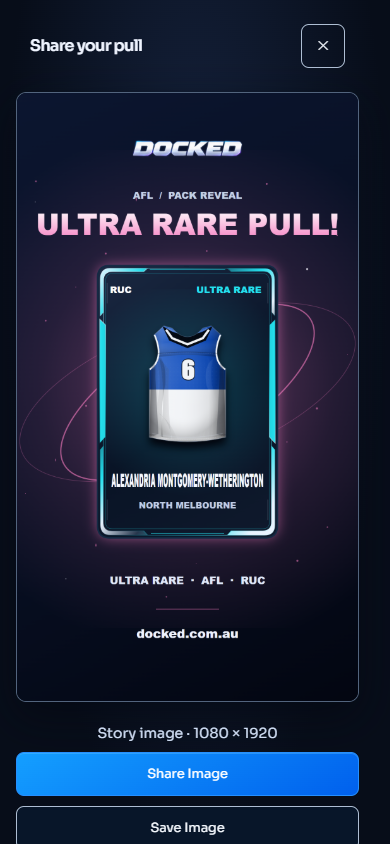 Share your pull
DOCKED
AFL / PACK REVEAL
ULTRA RARE PULL!
RUC ULTRA RARE
6
ALEXANDRIA MONTGOMERY-WETHERINGTON
NORTH MELBOURNE
ULTRA RARE · AFL · RUC
docked.com.au
Story image · 1080 × 1920
Share Image
Save Image